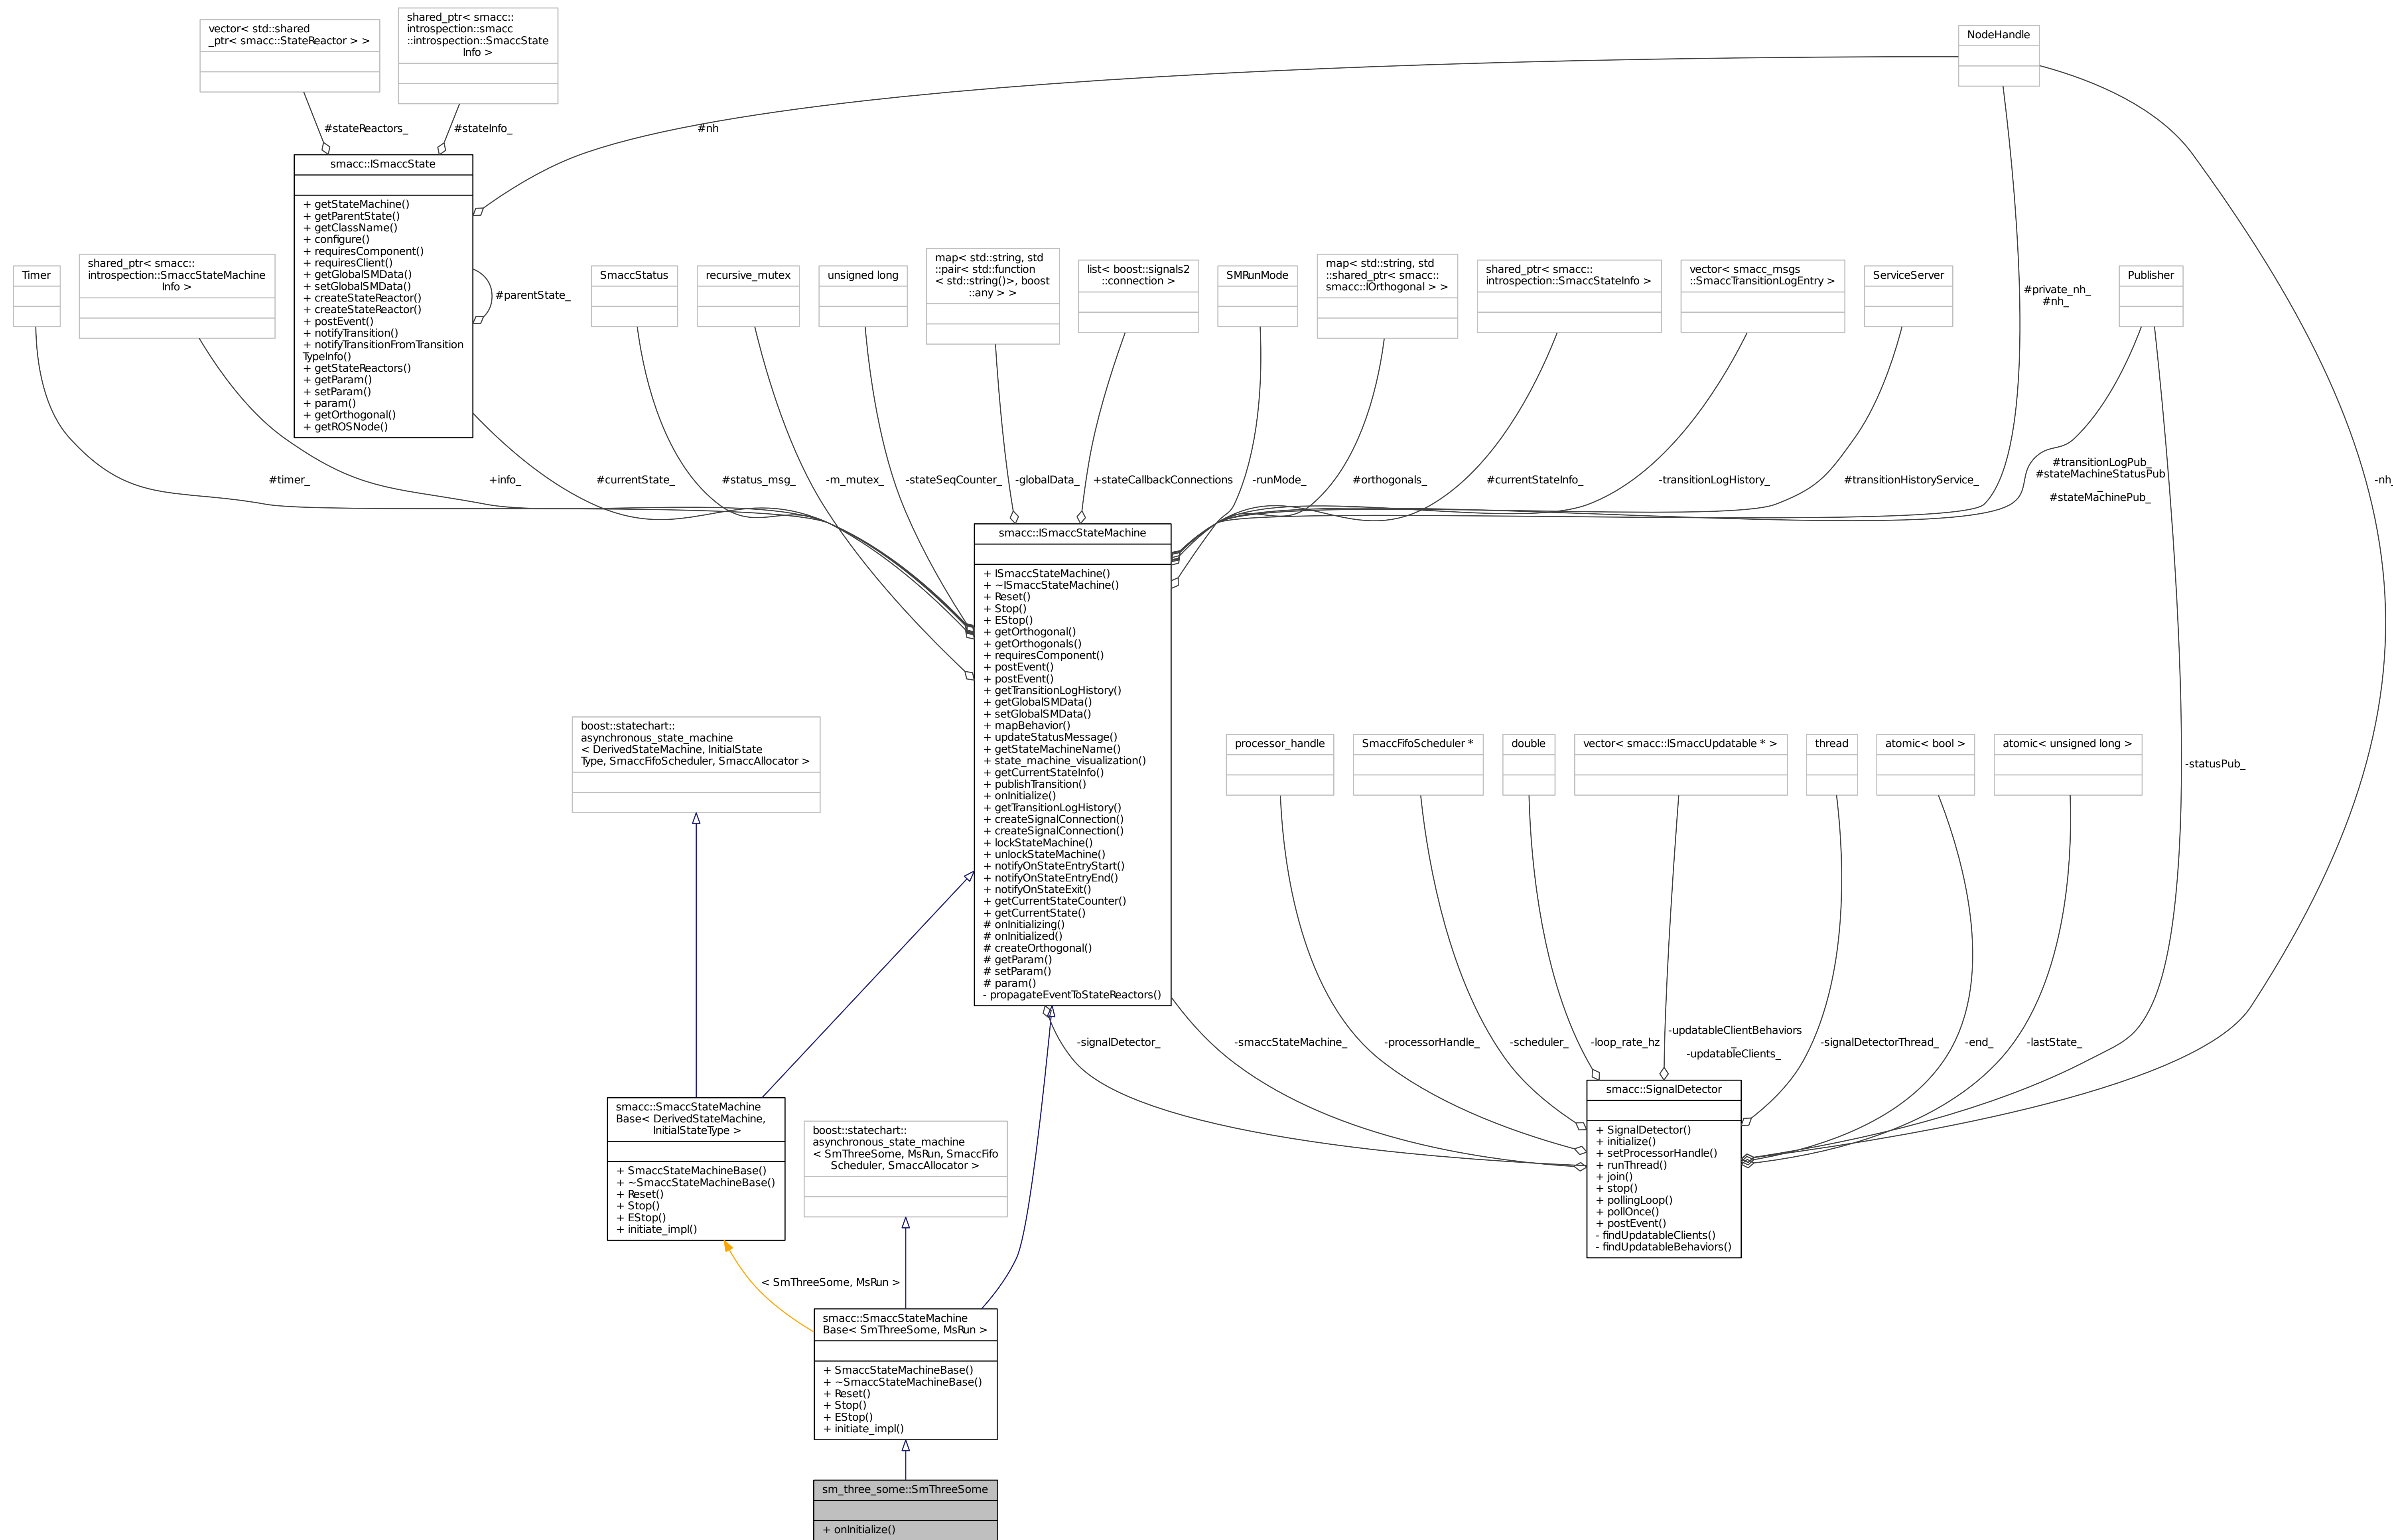 vector< std::shared
_ptr< smacc::StateReactor > >
shared_ptr< smacc::
introspection::smacc
::introspection::SmaccState
Info >
NodeHandle
#stateReactors_
#stateInfo_
#nh
smacc::ISmaccState
+ getStateMachine()
+ getParentState()
+ getClassName()
+ configure()
+ requiresComponent()
+ requiresClient()
+ getGlobalSMData()
+ setGlobalSMData()
+ createStateReactor()
+ createStateReactor()
+ postEvent()
+ notifyTransition()
+ notifyTransitionFromTransition
TypeInfo()
+ getStateReactors()
+ getParam()
+ setParam()
+ param()
+ getOrthogonal()
+ getROSNode()
#parentState_
Timer
shared_ptr< smacc::
introspection::SmaccStateMachine
Info >
SmaccStatus
recursive_mutex
unsigned long
map< std::string, std
::pair< std::function
< std::string()>, boost
::any > >
list< boost::signals2
::connection >
SMRunMode
map< std::string, std
::shared_ptr< smacc::
smacc::IOrthogonal > >
shared_ptr< smacc::
introspection::SmaccStateInfo >
vector< smacc_msgs
::SmaccTransitionLogEntry >
ServiceServer
#private_nh_
#nh_
Publisher
#timer_
+info_
#currentState_
#status_msg_
-m_mutex_
-stateSeqCounter_
-globalData_
+stateCallbackConnections
-runMode_
#orthogonals_
#currentStateInfo_
-transitionLogHistory_
#transitionHistoryService_
#transitionLogPub_
#stateMachineStatusPub
_
#stateMachinePub_
-nh_
smacc::ISmaccStateMachine
+ ISmaccStateMachine()
+ ~ISmaccStateMachine()
+ Reset()
+ Stop()
+ EStop()
+ getOrthogonal()
+ getOrthogonals()
+ requiresComponent()
+ postEvent()
+ postEvent()
+ getTransitionLogHistory()
+ getGlobalSMData()
+ setGlobalSMData()
+ mapBehavior()
+ updateStatusMessage()
+ getStateMachineName()
+ state_machine_visualization()
+ getCurrentStateInfo()
+ publishTransition()
+ onInitialize()
+ getTransitionLogHistory()
+ createSignalConnection()
+ createSignalConnection()
+ lockStateMachine()
+ unlockStateMachine()
+ notifyOnStateEntryStart()
+ notifyOnStateEntryEnd()
+ notifyOnStateExit()
+ getCurrentStateCounter()
+ getCurrentState()
# onInitializing()
# onInitialized()
# createOrthogonal()
# getParam()
# setParam()
# param()
- propagateEventToStateReactors()
boost::statechart::
asynchronous_state_machine
< DerivedStateMachine, InitialState
Type, SmaccFifoScheduler, SmaccAllocator >
processor_handle
SmaccFifoScheduler *
double
vector< smacc::ISmaccUpdatable * >
thread
atomic< bool >
atomic< unsigned long >
-statusPub_
-signalDetector_
-smaccStateMachine_
-processorHandle_
-scheduler_
-loop_rate_hz
-updatableClientBehaviors
_
-updatableClients_
-signalDetectorThread_
-end_
-lastState_
smacc::SignalDetector
+ SignalDetector()
+ initialize()
+ setProcessorHandle()
+ runThread()
+ join()
+ stop()
+ pollingLoop()
+ pollOnce()
+ postEvent()
- findUpdatableClients()
- findUpdatableBehaviors()
smacc::SmaccStateMachine
Base< DerivedStateMachine,
InitialStateType >
+ SmaccStateMachineBase()
+ ~SmaccStateMachineBase()
+ Reset()
+ Stop()
+ EStop()
+ initiate_impl()
boost::statechart::
asynchronous_state_machine
< SmThreeSome, MsRun, SmaccFifo
Scheduler, SmaccAllocator >
< SmThreeSome, MsRun >
smacc::SmaccStateMachine
Base< SmThreeSome, MsRun >
+ SmaccStateMachineBase()
+ ~SmaccStateMachineBase()
+ Reset()
+ Stop()
+ EStop()
+ initiate_impl()
sm_three_some::SmThreeSome
+ onInitialize()